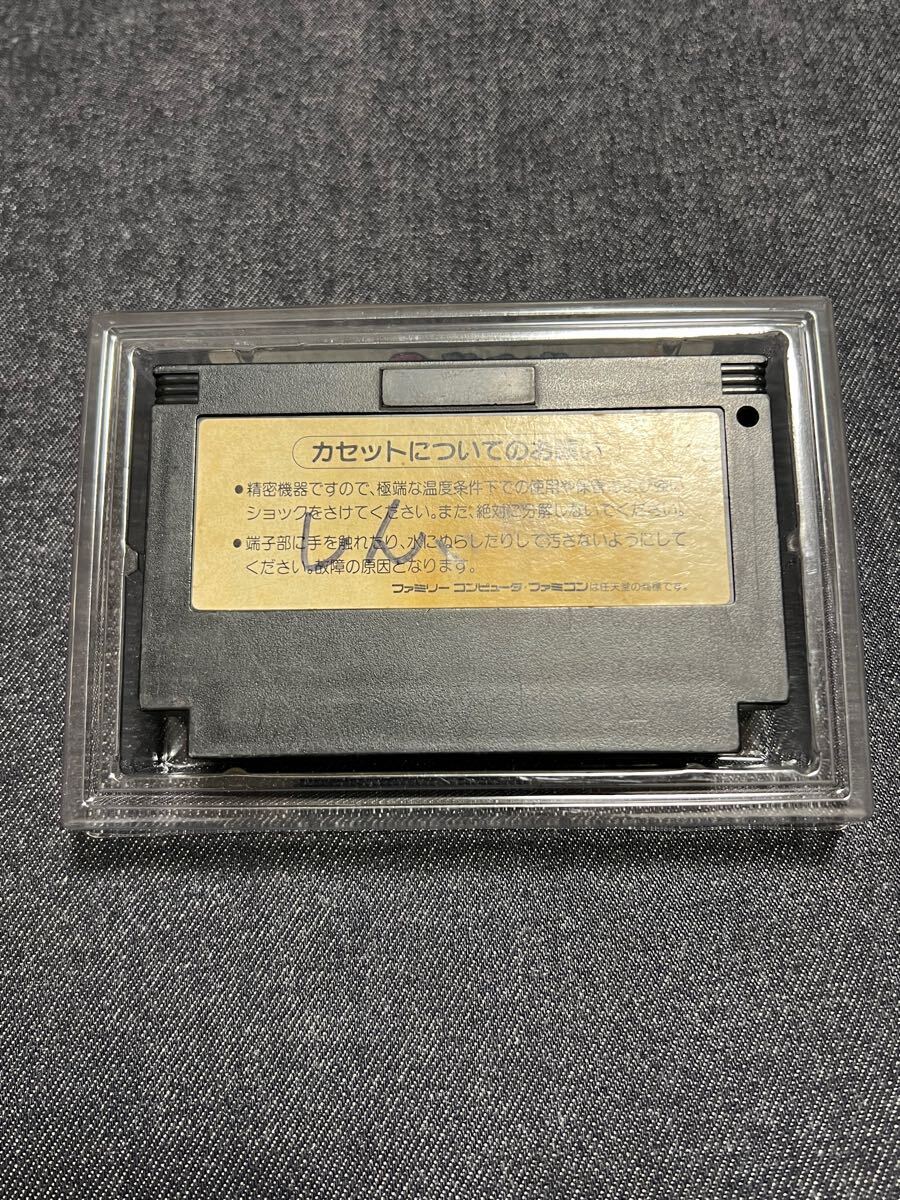 カセットについてのお願い
●精密機器ですので、極端な温度条件下での使用や保管
ショックをさけてください。また、絶対に分解しないでください。
●端子部に手を触れたり、水にぬらしたりして汚さないようにして
ください。故障の原因となります。
ファミリー コンピュータ・ファミコンは任天堂の商標です。
しん